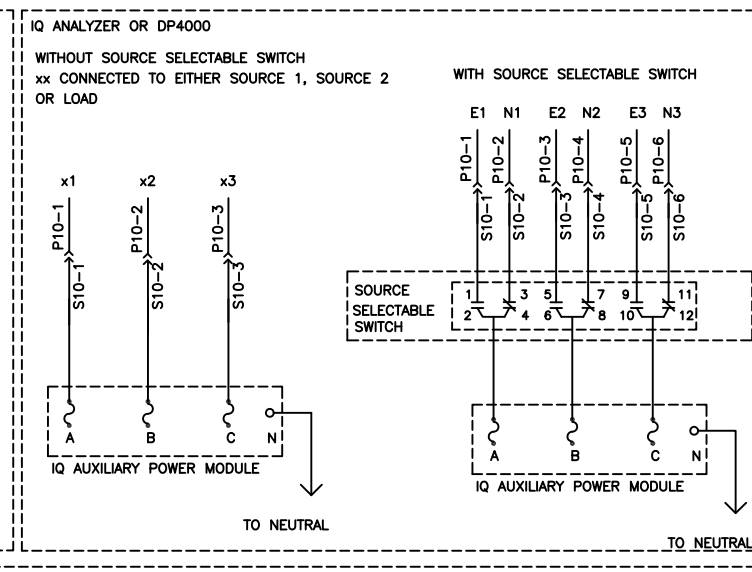 IQ ANALYZER OR DP4000
WITHOUT SOURCE SELECTABLE SWITCH
xx CONNECTED TO EITHER SOURCE 1, SOURCE 2
OR LOAD
x1 x2 x3
P10-1 P10-2 P10-3
S10-1 S10-2 S10-3
A B C N
IQ AUXILIARY POWER MODULE
TO NEUTRAL
WITH SOURCE SELECTABLE SWITCH
E1 N1 E2 N2 E3 N3
P10-1 P10-2 P10-3 P10-4 P10-5 P10-6
S10-1 S10-2 S10-3 S10-4 S10-5 S10-6
SOURCE
SELECTABLE
SWITCH
1 3 5 7 9 11
2 4 6 8 10 12
A B C N
IQ AUXILIARY POWER MODULE
TO NEUTRAL